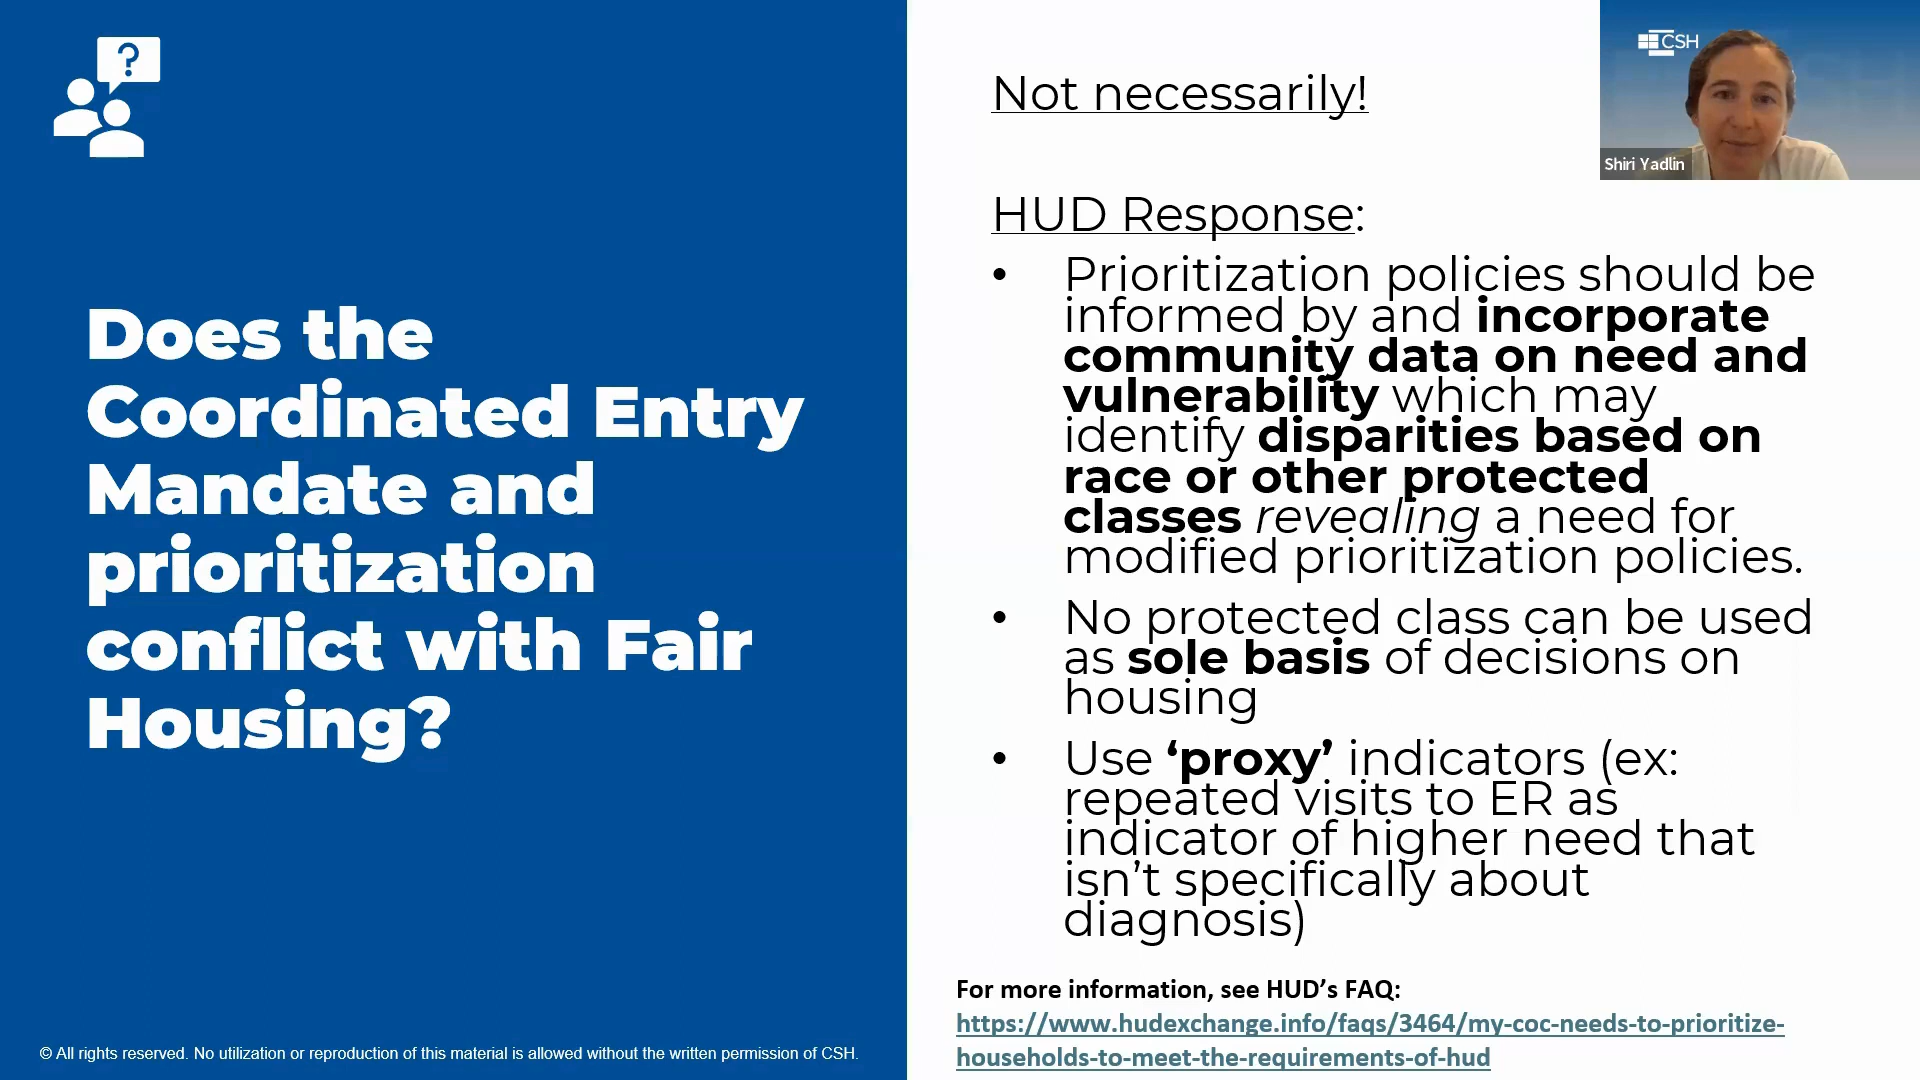 ?
Does the
Coordinated Entry
Mandate and
prioritization
conflict with Fair
Housing?
© All rights reserved. No utilization or reproduction of this material is allowed without the written permission of CSH.
Not necessarily!
HUD Response:
• Prioritization policies should be
informed by and incorporate
community data on need and
vulnerability which may
identify disparities based on
race or other protected
classes revealing a need for
modified prioritization policies.
• No protected class can be used
as sole basis of decisions on
housing
• Use ‘proxy’ indicators (ex:
repeated visits to ER as
indicator of higher need that
isn’t specifically about
diagnosis)
For more information, see HUD’s FAQ:
https://www.hudexchange.info/faqs/3464/my-coc-needs-to-prioritize-
households-to-meet-the-requirements-of-hud
CSH
Shiri Yadlin